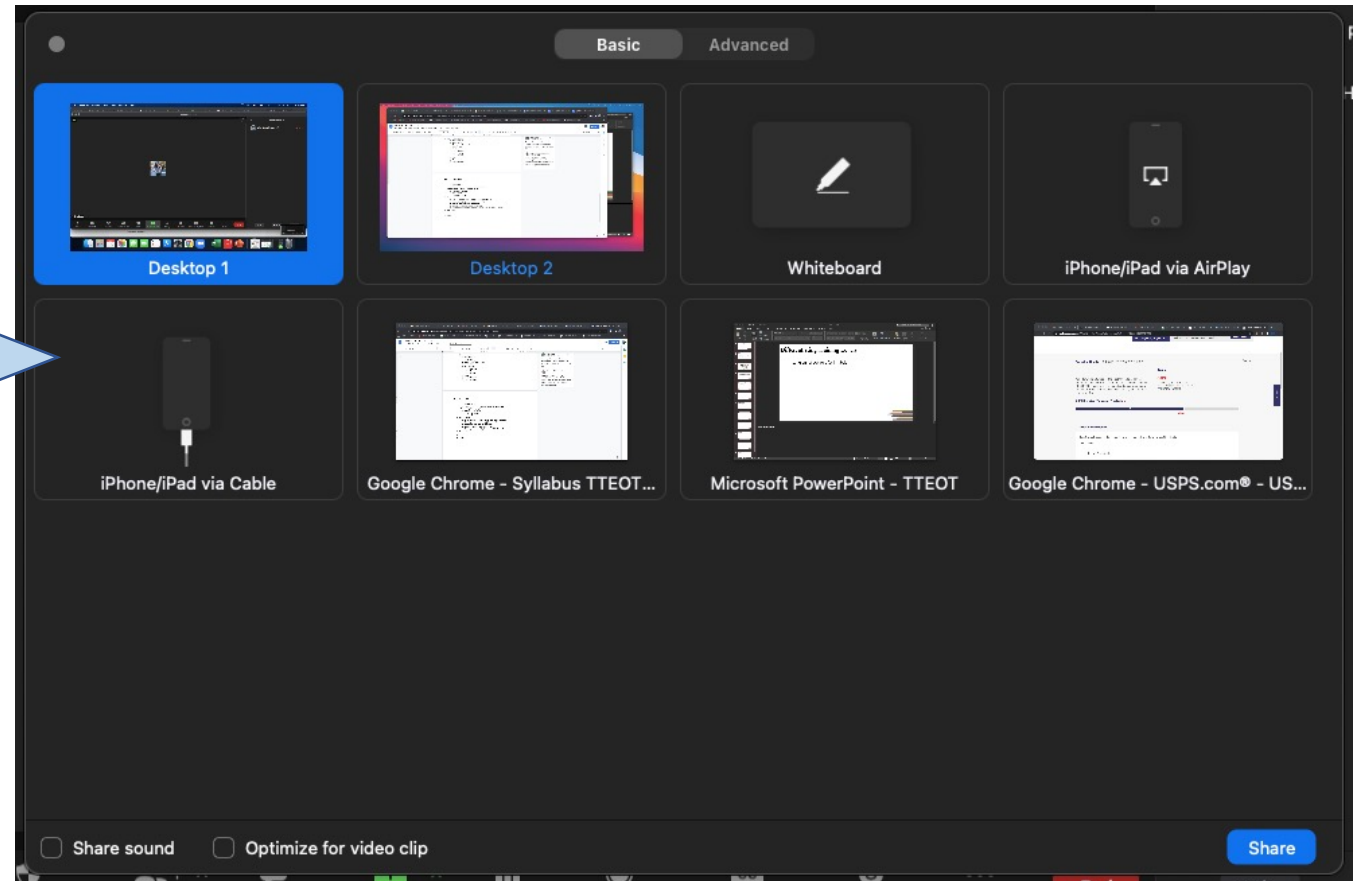 Basic Advanced
Desktop 1 Desktop 2 Whiteboard iPhone/iPad via AirPlay
iPhone/iPad via Cable Google Chrome - Syllabus TTEOT... Microsoft PowerPoint - TTEOT Google Chrome - USPS.com® - US...
Share sound Optimize for video clip Share